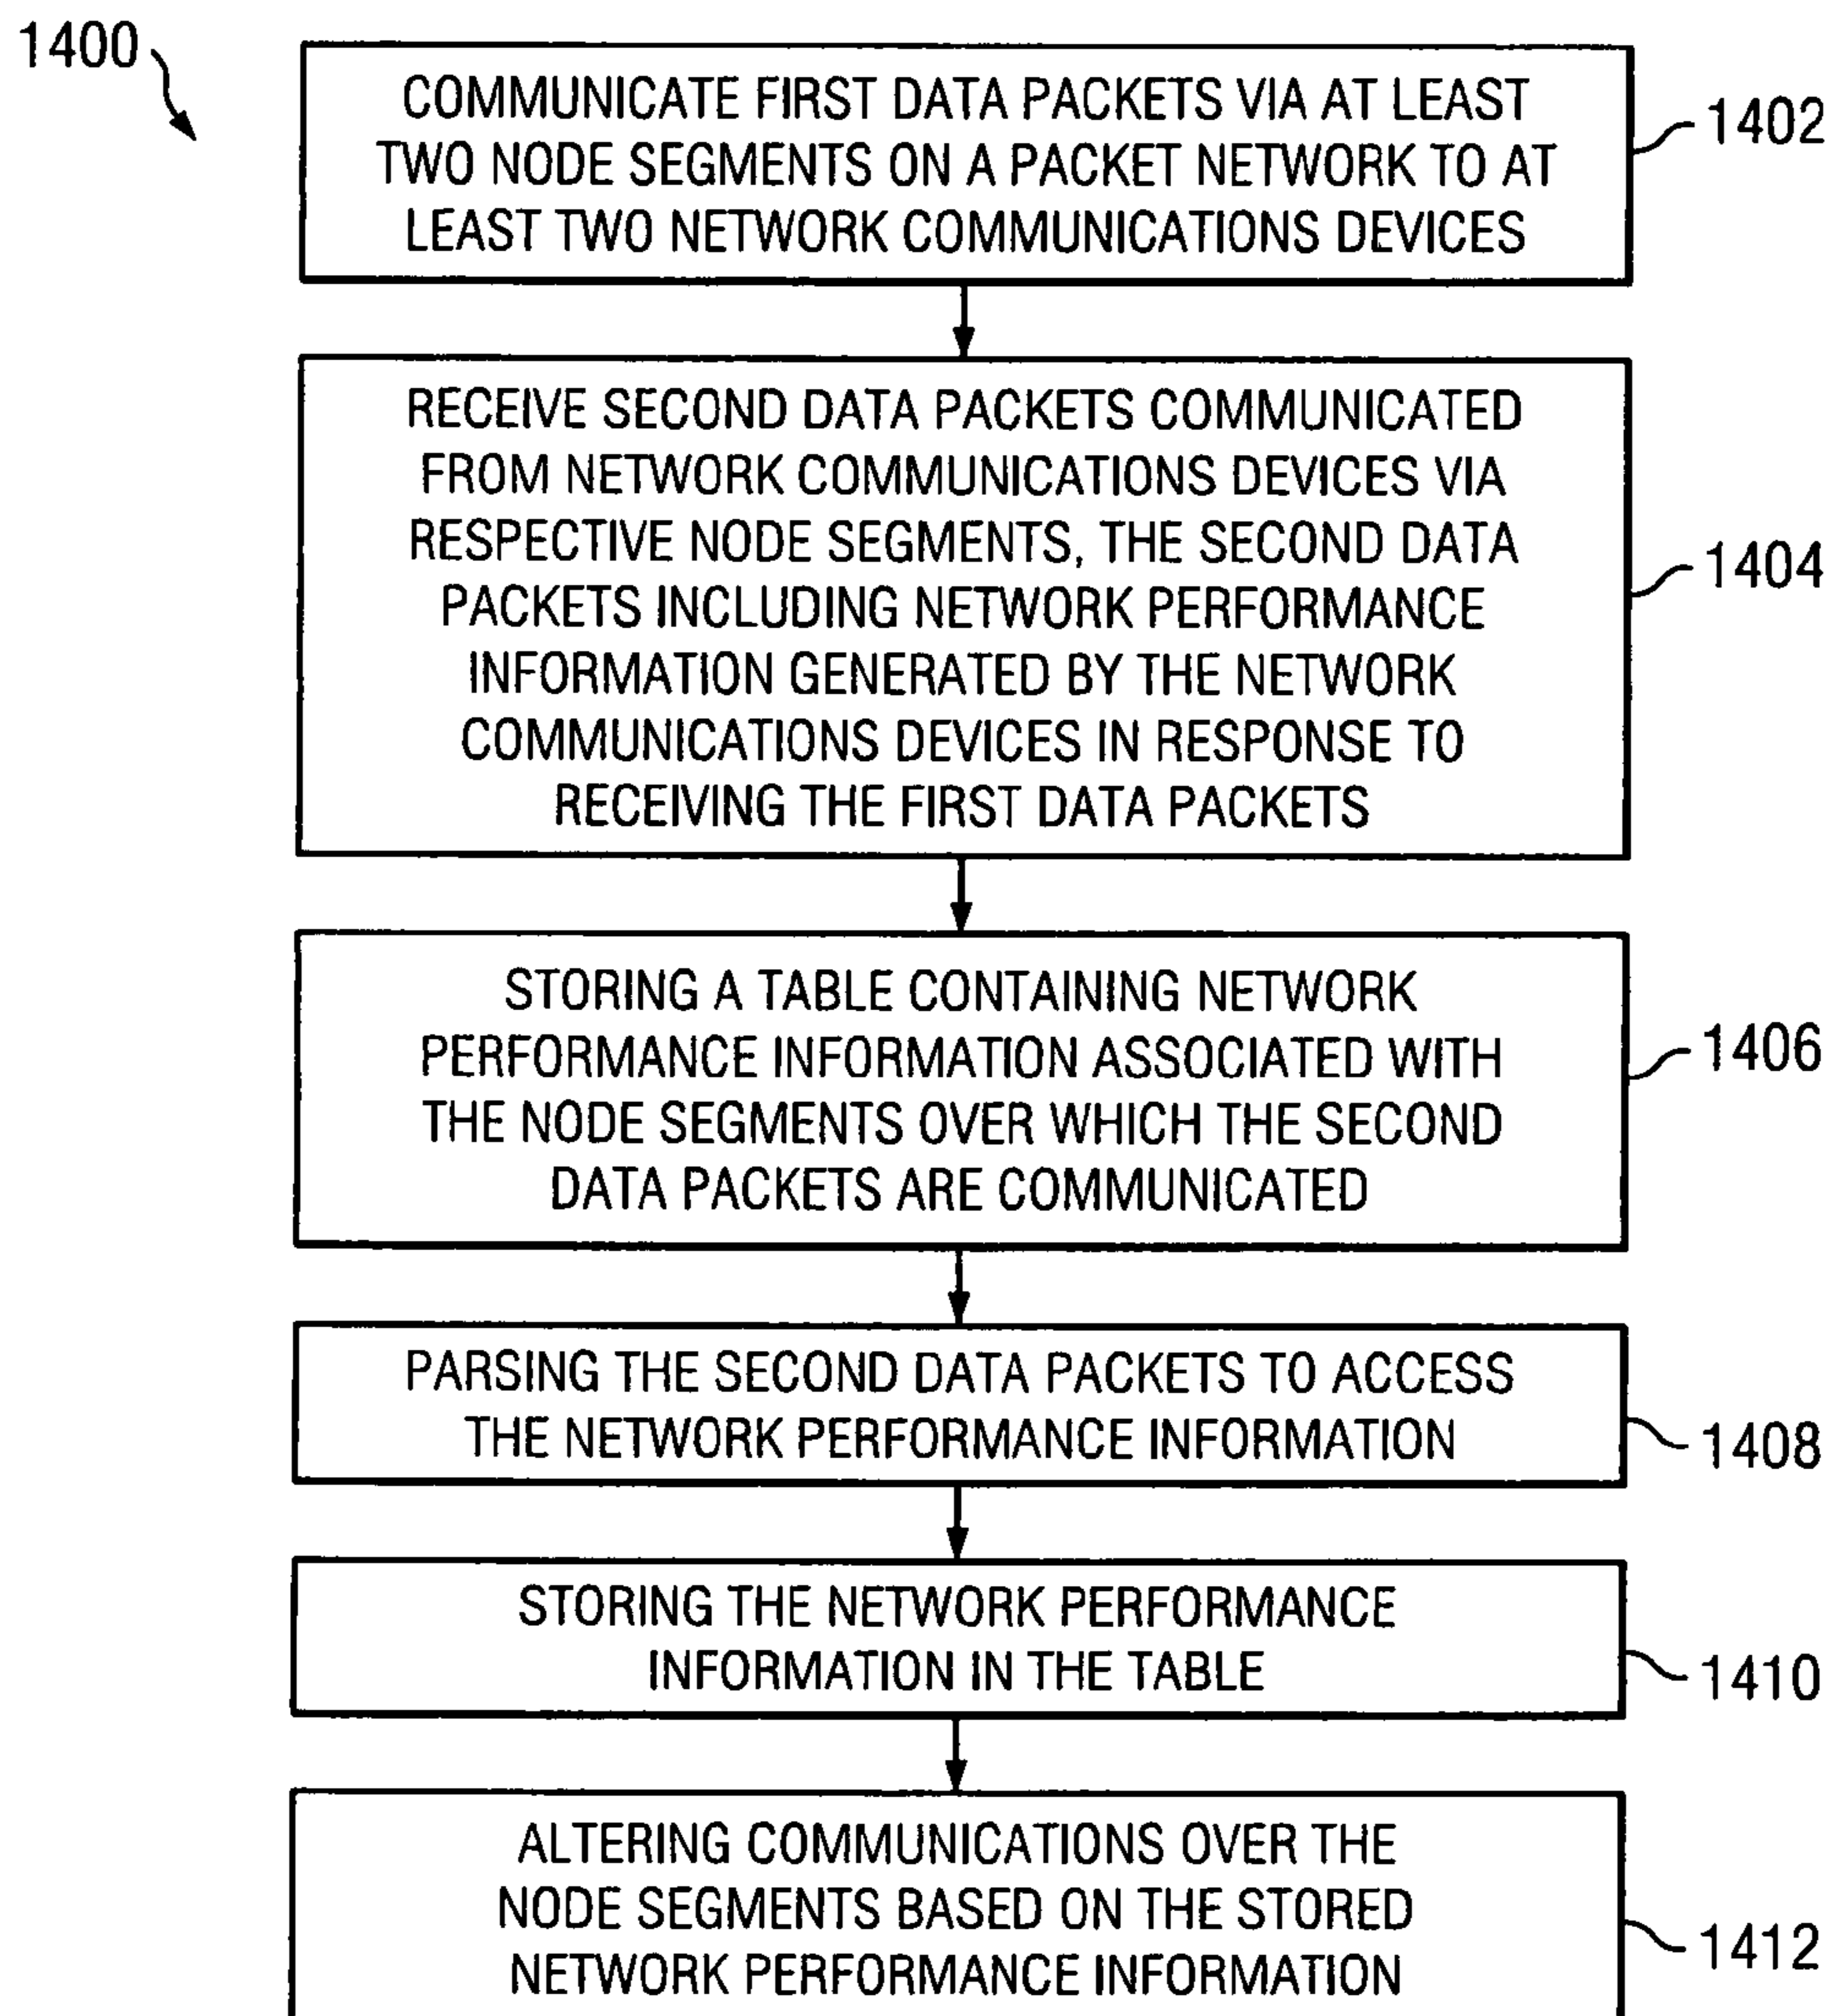 1400
COMMUNICATE FIRST DATA PACKETS VIA AT LEAST
TWO NODE SEGMENTS ON A PACKET NETWORK TO AT
LEAST TWO NETWORK COMMUNICATIONS DEVICES
1402
RECEIVE SECOND DATA PACKETS COMMUNICATED
FROM NETWORK COMMUNICATIONS DEVICES VIA
RESPECTIVE NODE SEGMENTS, THE SECOND DATA
PACKETS INCLUDING NETWORK PERFORMANCE
INFORMATION GENERATED BY THE NETWORK
COMMUNICATIONS DEVICES IN RESPONSE TO
RECEIVING THE FIRST DATA PACKETS
1404
STORING A TABLE CONTAINING NETWORK
PERFORMANCE INFORMATION ASSOCIATED WITH
THE NODE SEGMENTS OVER WHICH THE SECOND
DATA PACKETS ARE COMMUNICATED
1406
PARSING THE SECOND DATA PACKETS TO ACCESS
THE NETWORK PERFORMANCE INFORMATION
1408
STORING THE NETWORK PERFORMANCE
INFORMATION IN THE TABLE
1410
ALTERING COMMUNICATIONS OVER THE
NODE SEGMENTS BASED ON THE STORED
NETWORK PERFORMANCE INFORMATION
1412